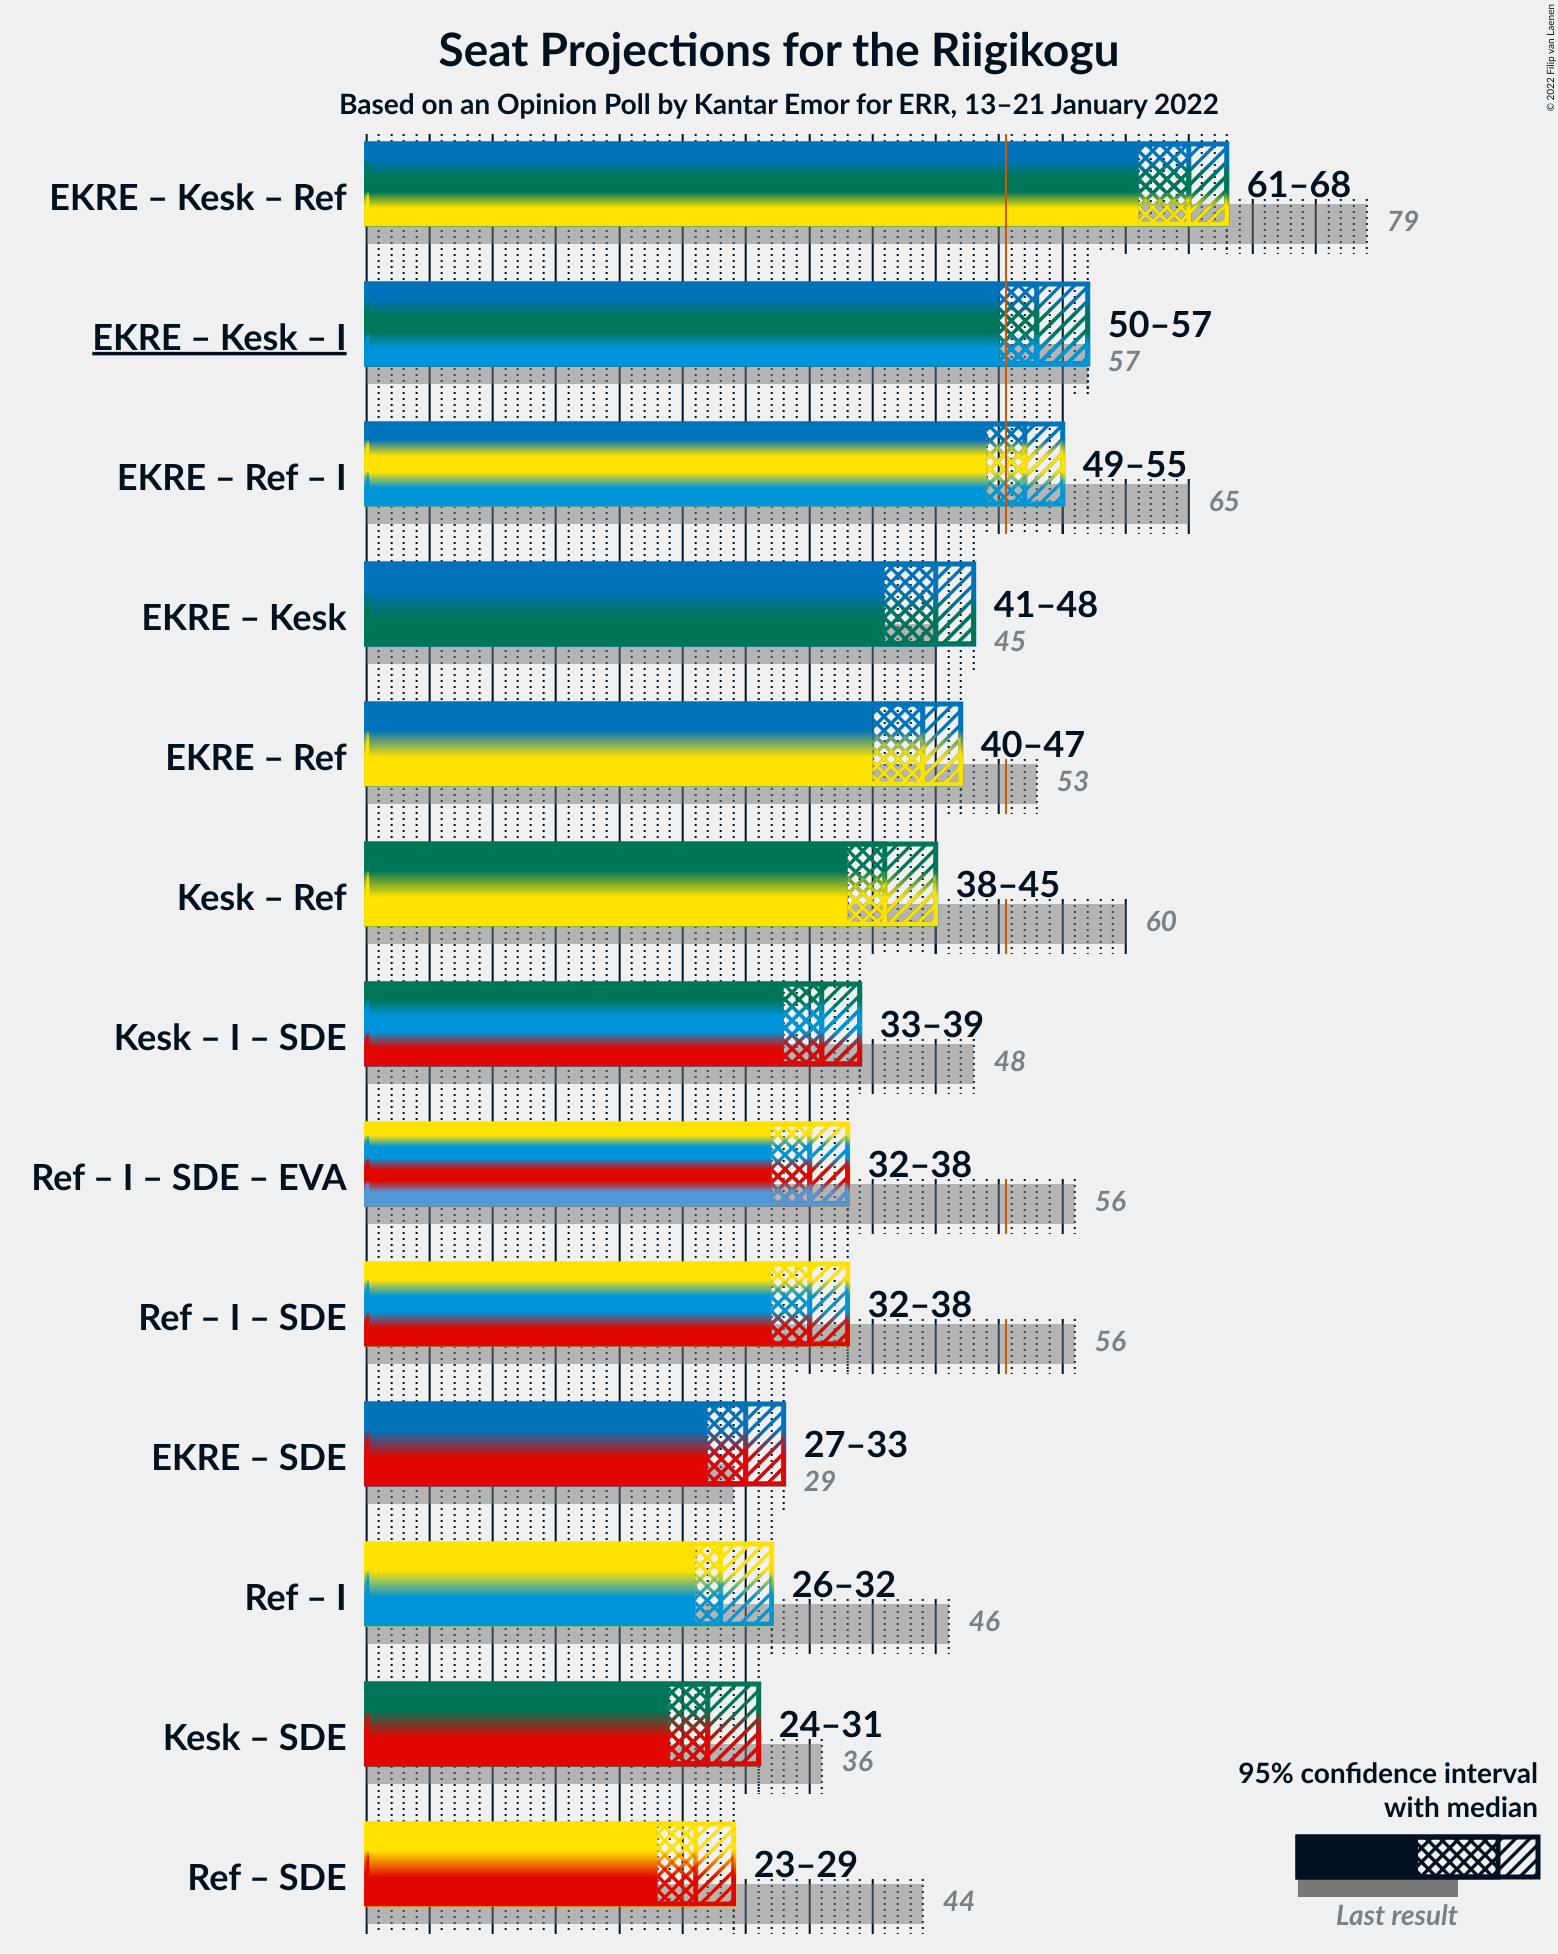 Seat Projections for the Riigikogu
Based on an Opinion Poll by Kantar Emor for ERR, 13–21 January 2022
© 2022 Filip van Laenen
EKRE – Kesk – Ref
61–68
79
EKRE – Kesk – I
50–57
57
EKRE – Ref – I
49–55
65
EKRE – Kesk
41–48
45
EKRE – Ref
40–47
53
Kesk – Ref
38–45
60
Kesk – I – SDE
33–39
48
Ref – I – SDE – EVA
32–38
56
Ref – I – SDE
32–38
56
EKRE – SDE
27–33
29
Ref – I
26–32
46
Kesk – SDE
24–31
36
Ref – SDE
23–29
44
95% confidence interval
with median
Last result